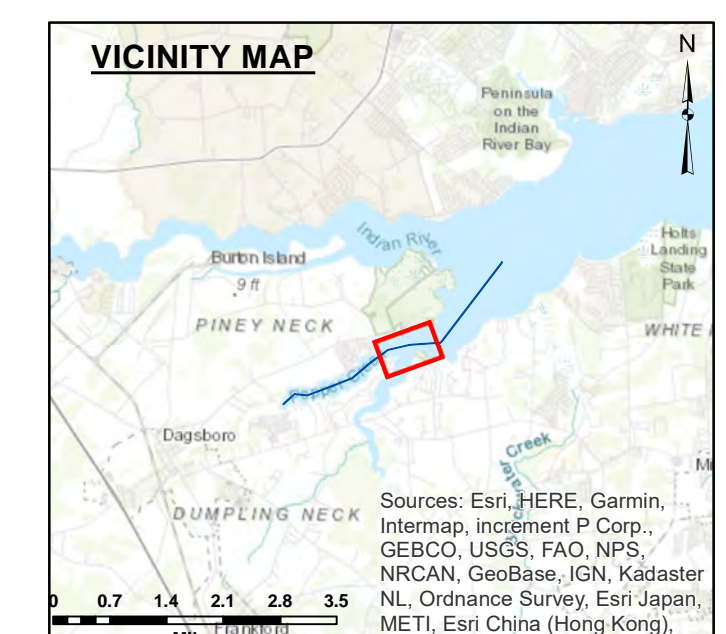 VICINITY MAP
N
Peninsula
on the
Indian
River Bay
Indian River
Holts
Landing
State
Park
Burton Island
9 ft
PINEY NECK
WHITE
Pepper Creek
Dagsboro
Creek
DUMPLING NECK
Sources: Esri, HERE, Garmin,
Intermap, increment P Corp.,
GEBCO, USGS, FAO, NPS,
NRCAN, GeoBase, IGN, Kadaster
NL, Ordnance Survey, Esri Japan,
METI, Esri China (Hong Kong),
0 0.7 1.4 2.1 2.8 3.5
Frankford